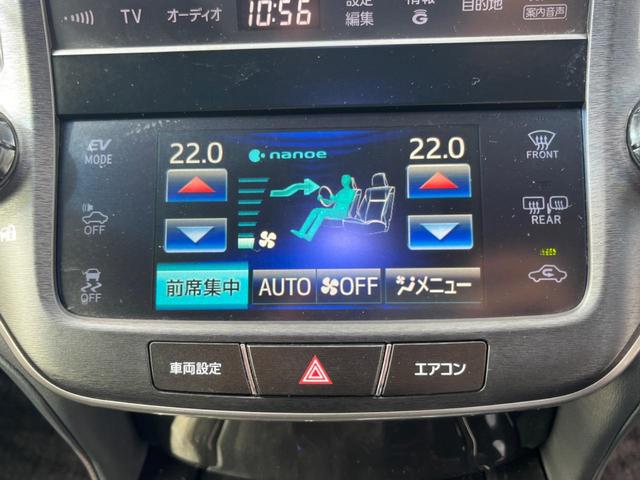 TV オーディオ 10:56 設定 編集 情報 G 目的地 案内音声
EV MODE
22.0 nanoe 22.0
FRONT
OFF
REAR
OFF
前席集中 AUTO OFF メニュー
車両設定 エアコン